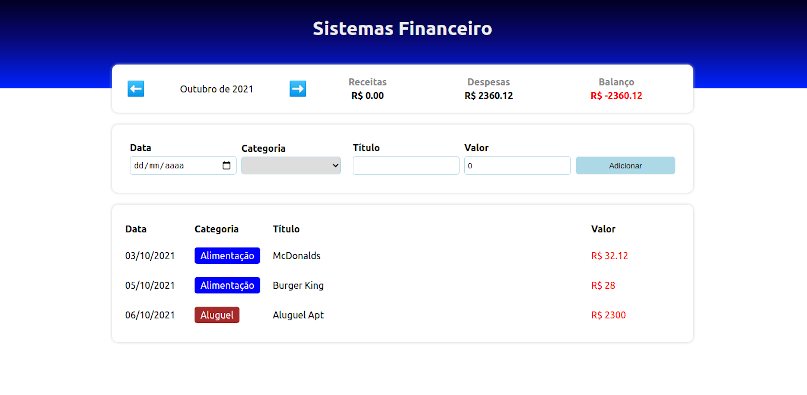 Sistemas Financeiro
Outubro de 2021
Receitas
R$ 0.00
Despesas
R$ 2360.12
Balanço
R$ -2360.12
Data Categoria Título Valor
dd/mm/aaaa 0 Adicionar
Data Categoria Título Valor
03/10/2021 Alimentação McDonalds R$ 32.12
05/10/2021 Alimentação Burger King R$ 28
06/10/2021 Aluguel Aluguel Apt R$ 2300